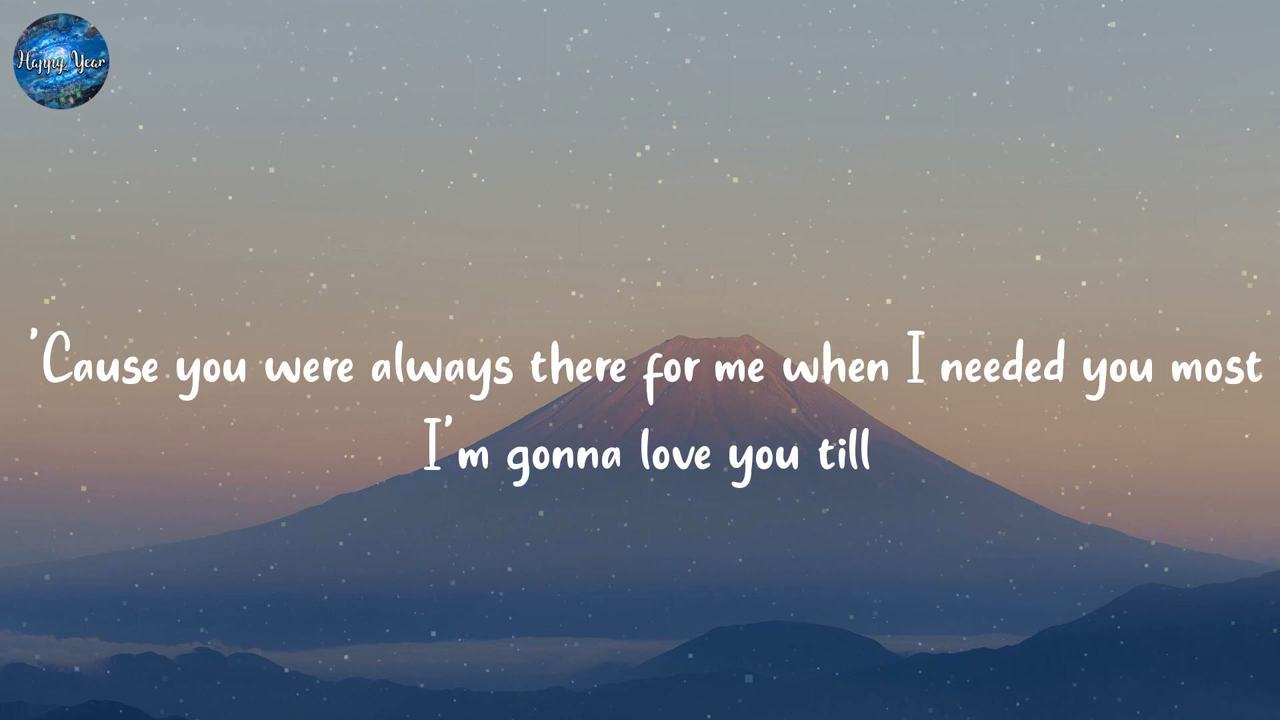 Happy Year
'Cause you were always there for me when I needed you most
I'm gonna love you till